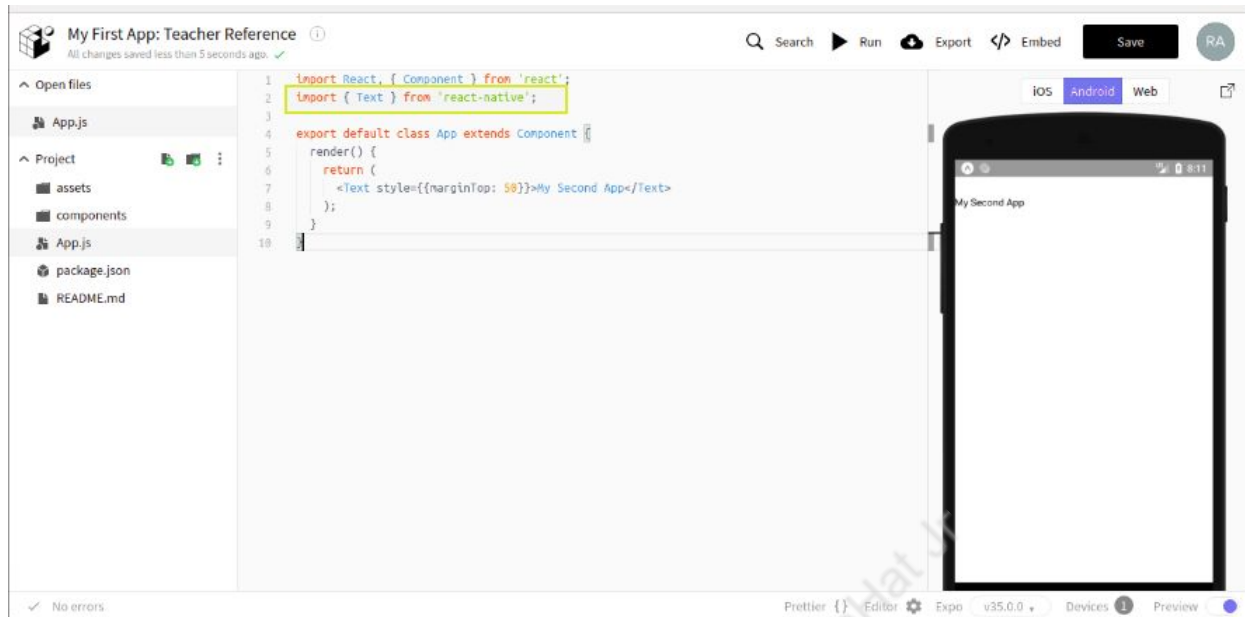 My First App: Teacher Reference
All changes saved less than 5 seconds ago.
Search Run Export Embed Save RA
Open files
App.js
Project
assets
components
App.js
package.json
README.md
1 import React, { Component } from 'react';
2 import { Text } from 'react-native';
3
4 export default class App extends Component {
5 render() {
6 return (
7 <Text style={{marginTop: 50}}>My Second App</Text>
8 );
9 }
10 }
iOS Android Web
8:11
My Second App
No errors
Prettier {} Editor Expo v35.0.0 Devices 1 Preview